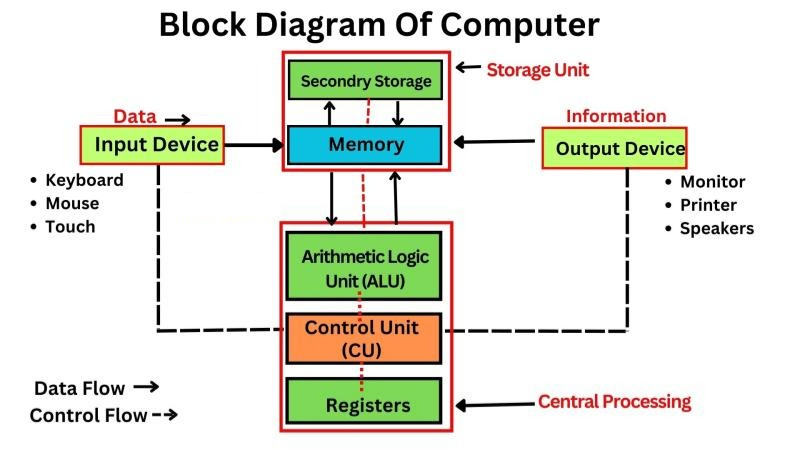 Block Diagram Of Computer
Secondry Storage
Storage Unit
Data
Information
Input Device
Memory
Output Device
• Keyboard
• Mouse
• Touch
• Monitor
• Printer
• Speakers
Arithmetic Logic
Unit (ALU)
Control Unit
(CU)
Data Flow
Control Flow
Registers
Central Processing